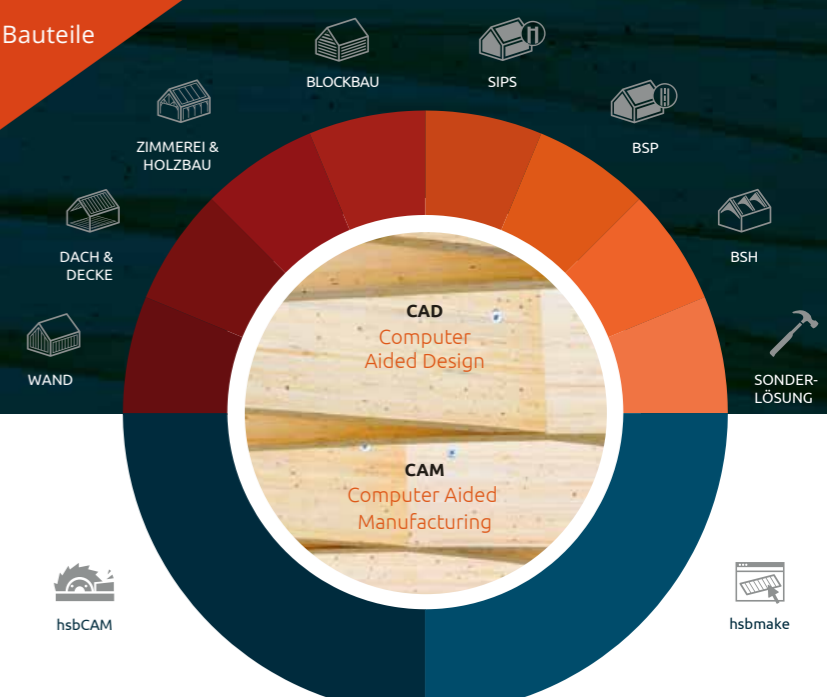 Bauteile
BLOCKBAU
SIPS
ZIMMEREI &
HOLZBAU
BSP
DACH &
DECKE
BSH
WAND
SONDER-
LÖSUNG
CAD
Computer
Aided Design
CAM
Computer Aided
Manufacturing
hsbCAM
hsbmake